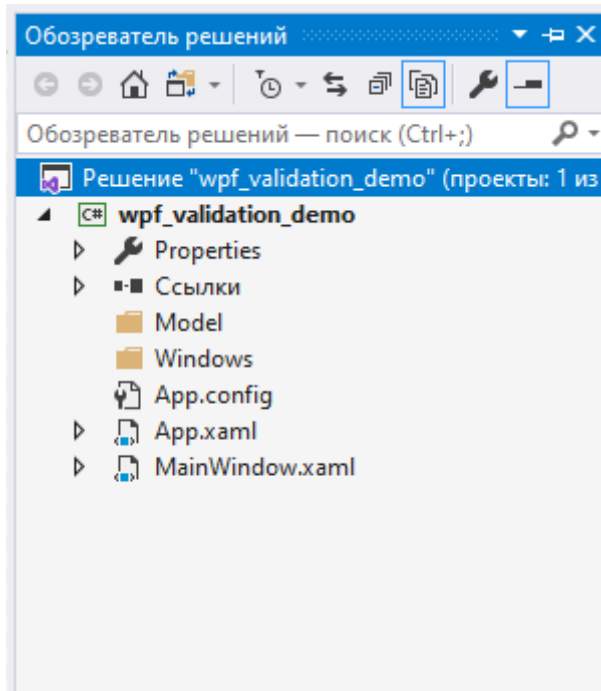 Обозреватель решений
Обозреватель решений — поиск (Ctrl+;)
Решение "wpf_validation_demo" (проекты: 1 из
C# wpf_validation_demo
Properties
Ссылки
Model
Windows
App.config
App.xaml
MainWindow.xaml